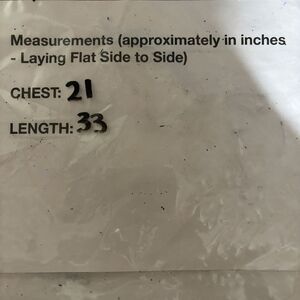 Measurements (approximately in inches
- Laying Flat Side to Side)
CHEST: 21
LENGTH: 33